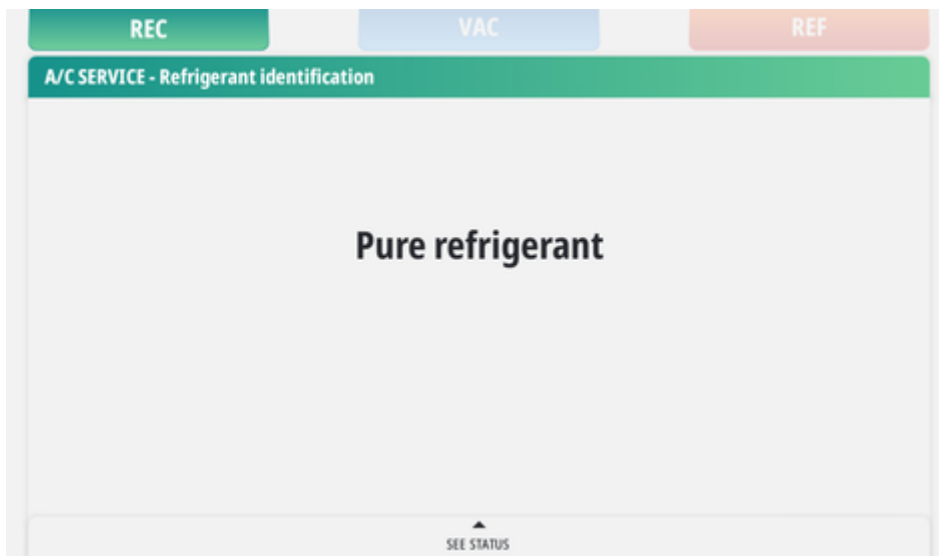 REC
VAC
REF
A/C SERVICE - Refrigerant identification
Pure refrigerant
SEE STATUS